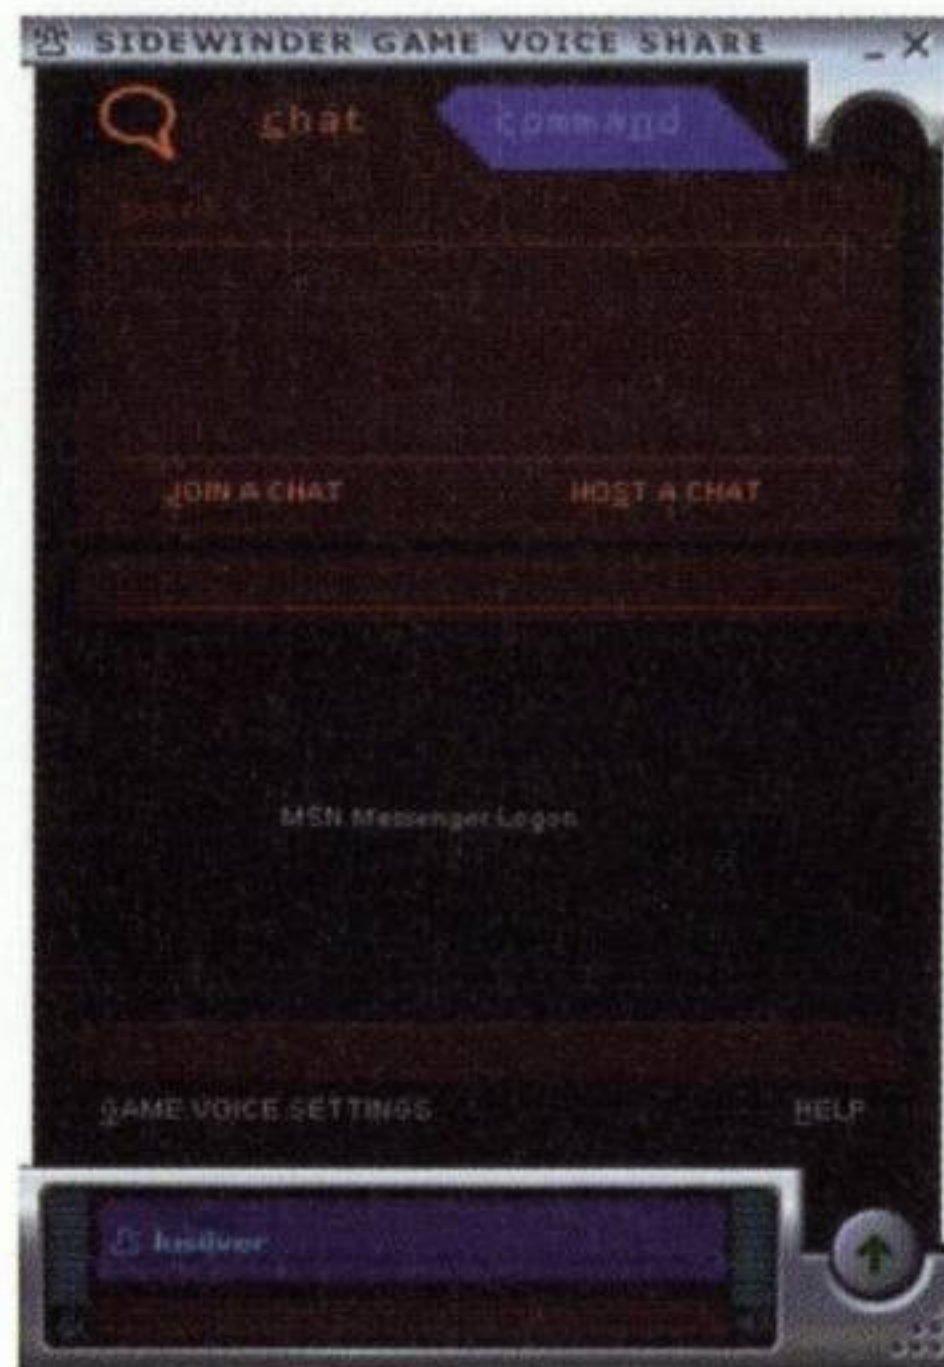 SIDEWINDER GAME VOICE SHARE
chat command
JOIN A CHAT HOST A CHAT
MSN Messenger Logon
GAME VOICE SETTINGS HELP